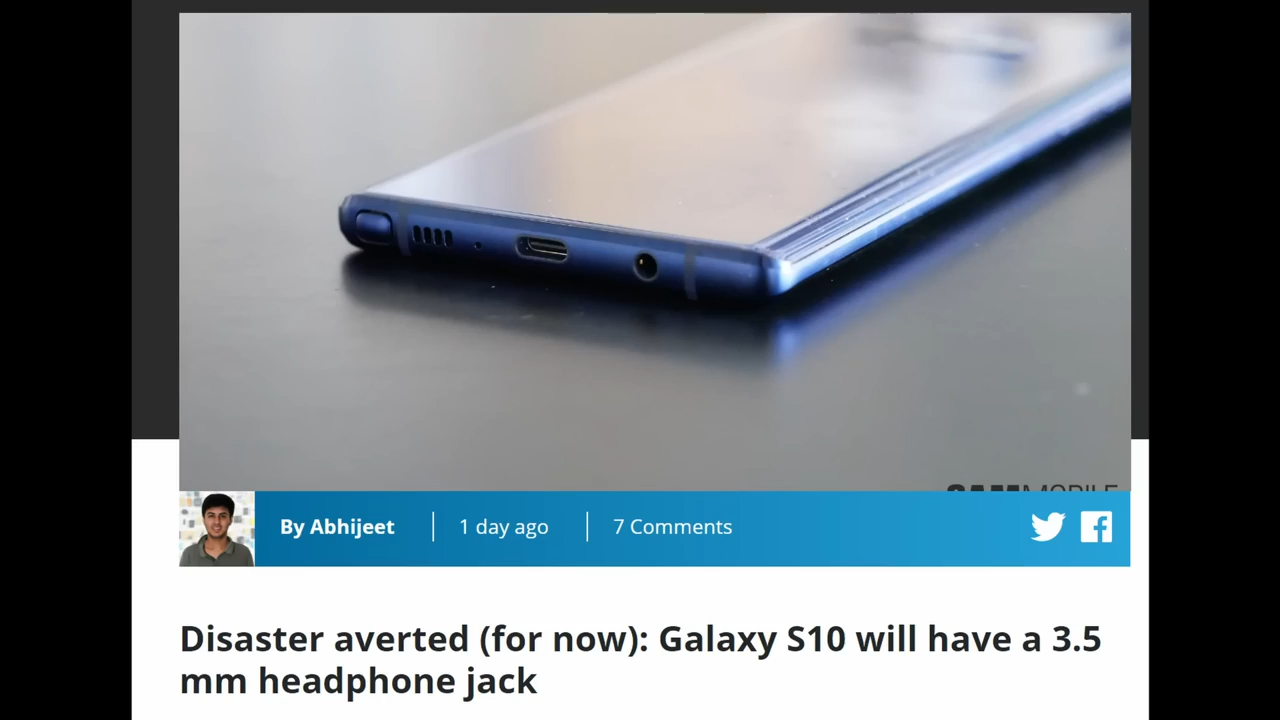 SAMMOBILE
By Abhijeet
1 day ago
7 Comments
Disaster averted (for now): Galaxy S10 will have a 3.5
mm headphone jack